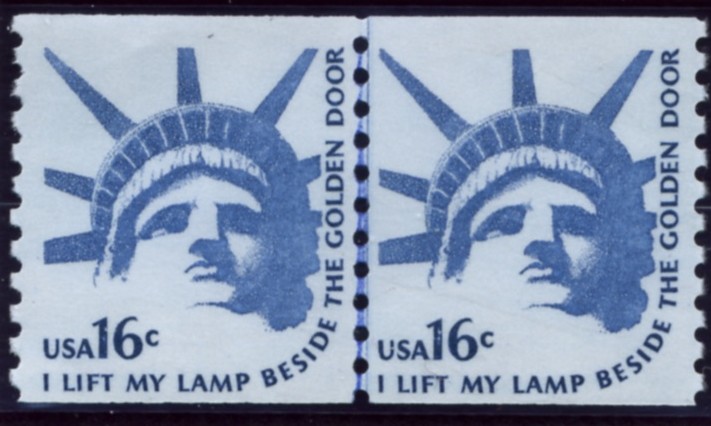 USA16c
I LIFT MY LAMP BESIDE THE GOLDEN DOOR
USA16c
I LIFT MY LAMP BESIDE THE GOLDEN DOOR